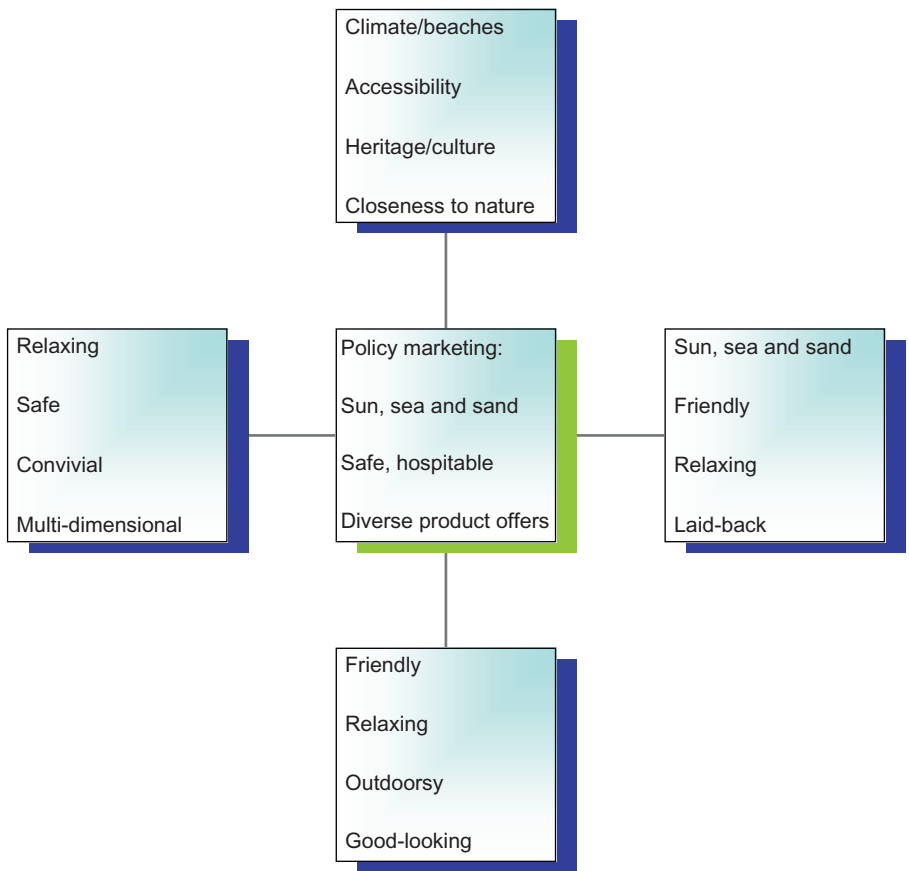 Climate/beaches
Accessibility
Heritage/culture
Closeness to nature
Relaxing
Safe
Convivial
Multi-dimensional
Policy marketing:
Sun, sea and sand
Safe, hospitable
Diverse product offers
Sun, sea and sand
Friendly
Relaxing
Laid-back
Friendly
Relaxing
Outdoorsy
Good-looking